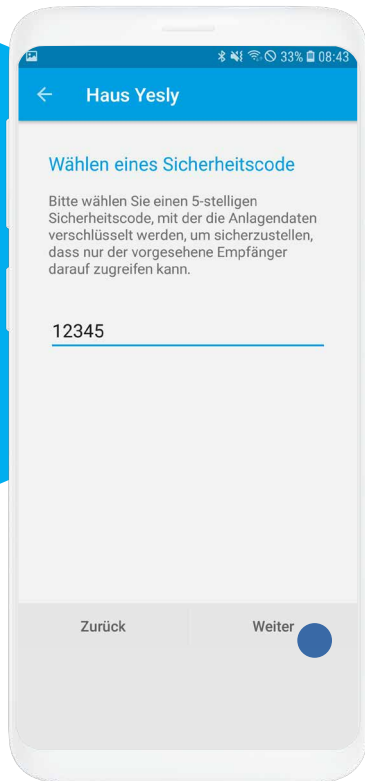 33% 08:43
Haus Yesly
Wählen eines Sicherheitscode
Bitte wählen Sie einen 5-stelligen
Sicherheitscode, mit der die Anlagendaten
verschlüsselt werden, um sicherzustellen,
dass nur der vorgesehene Empfänger
darauf zugreifen kann.
12345
Zurück Weiter